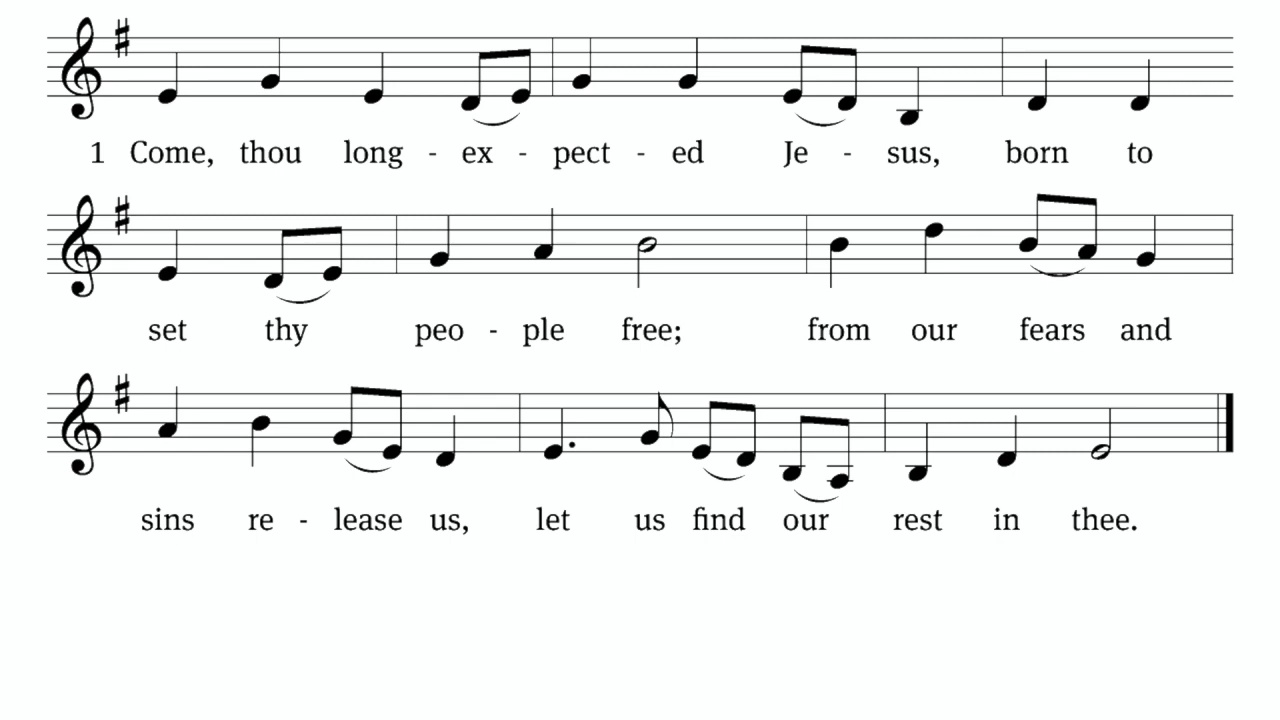 1 Come, thou long - ex - pect - ed Je - sus, born to
set thy peo - ple free; from our fears and
sins re - lease us, let us find our rest in thee.